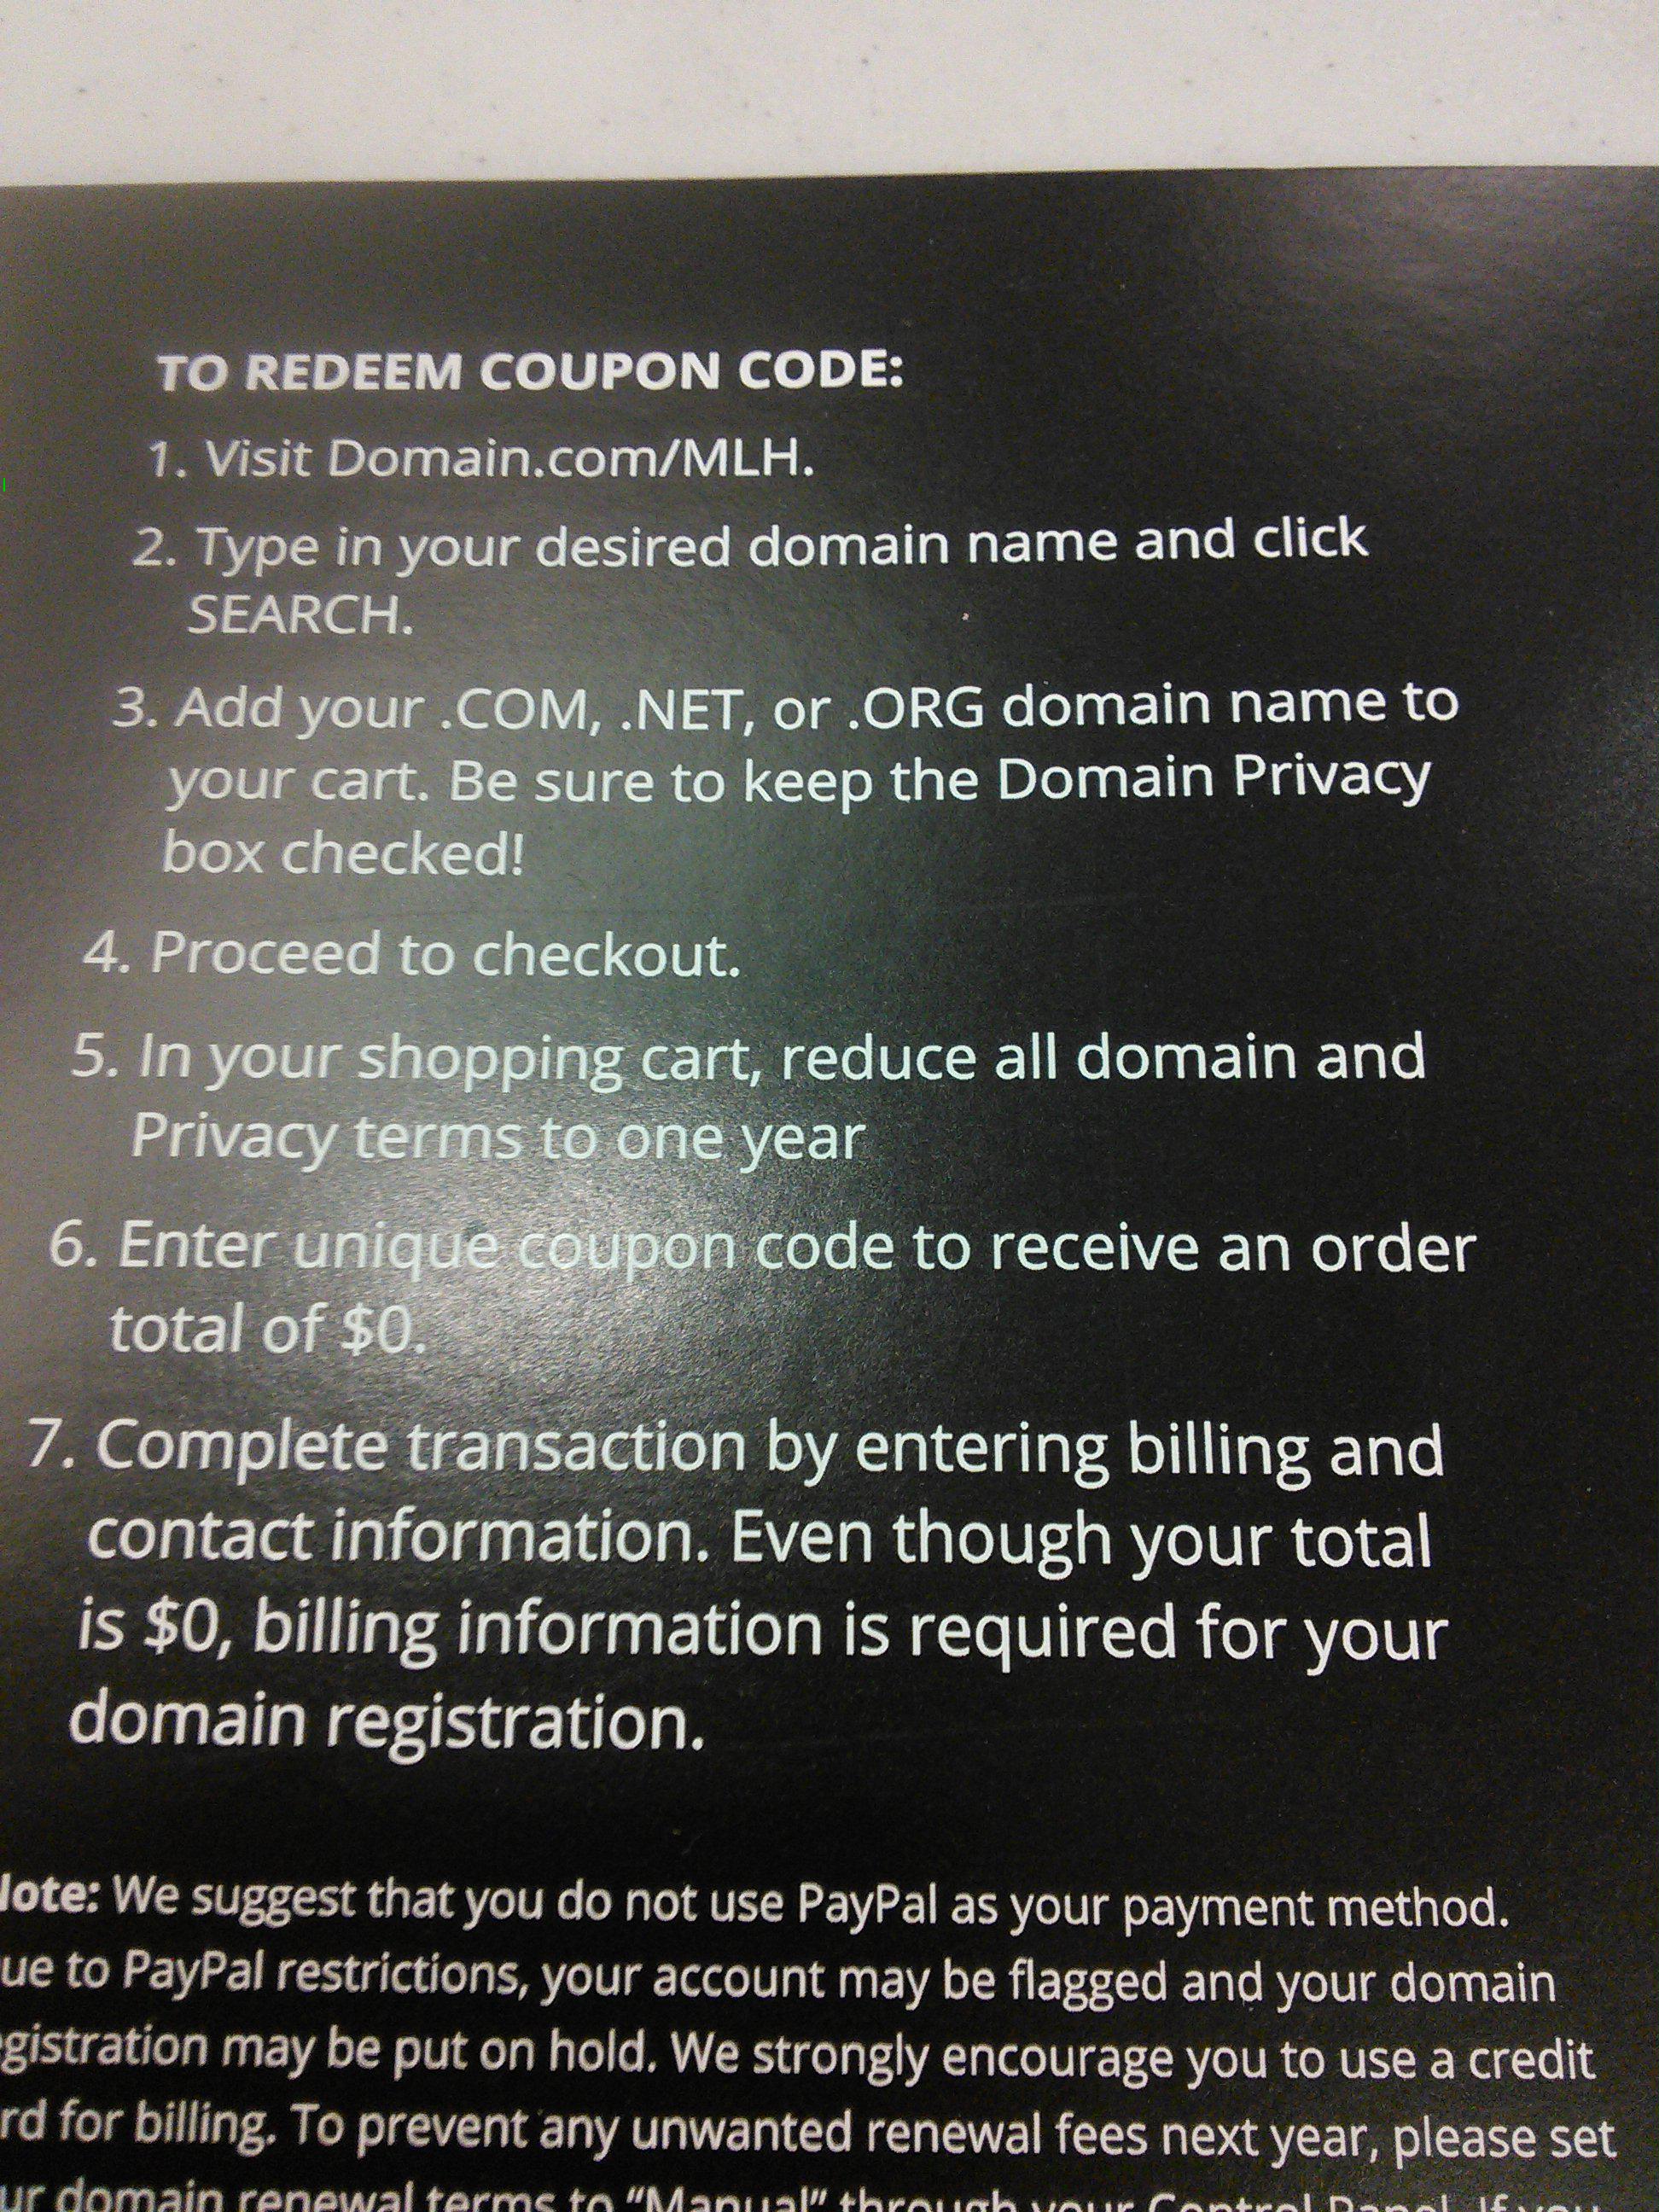 TO REDEEM COUPON CODE:
1. Visit Domain.com/MLH.
2. Type in your desired domain name and click
SEARCH.
3. Add your .COM, .NET, or .ORG domain name to
your cart. Be sure to keep the Domain Privacy
box checked!
4. Proceed to checkout.
5. In your shopping cart, reduce all domain and
Privacy terms to one year
6. Enter unique coupon code to receive an order
total of $0.
7. Complete transaction by entering billing and
contact information. Even though your total
is $0, billing information is required for your
domain registration.
ote: We suggest that you do not use PayPal as your payment method.
ue to PayPal restrictions, your account may be flagged and your domain
gistration may be put on hold. We strongly encourage you to use a credit
rd for billing. To prevent any unwanted renewal fees next year, please set
ur domain renewal terms to "Manual" through your Control Panel. If you